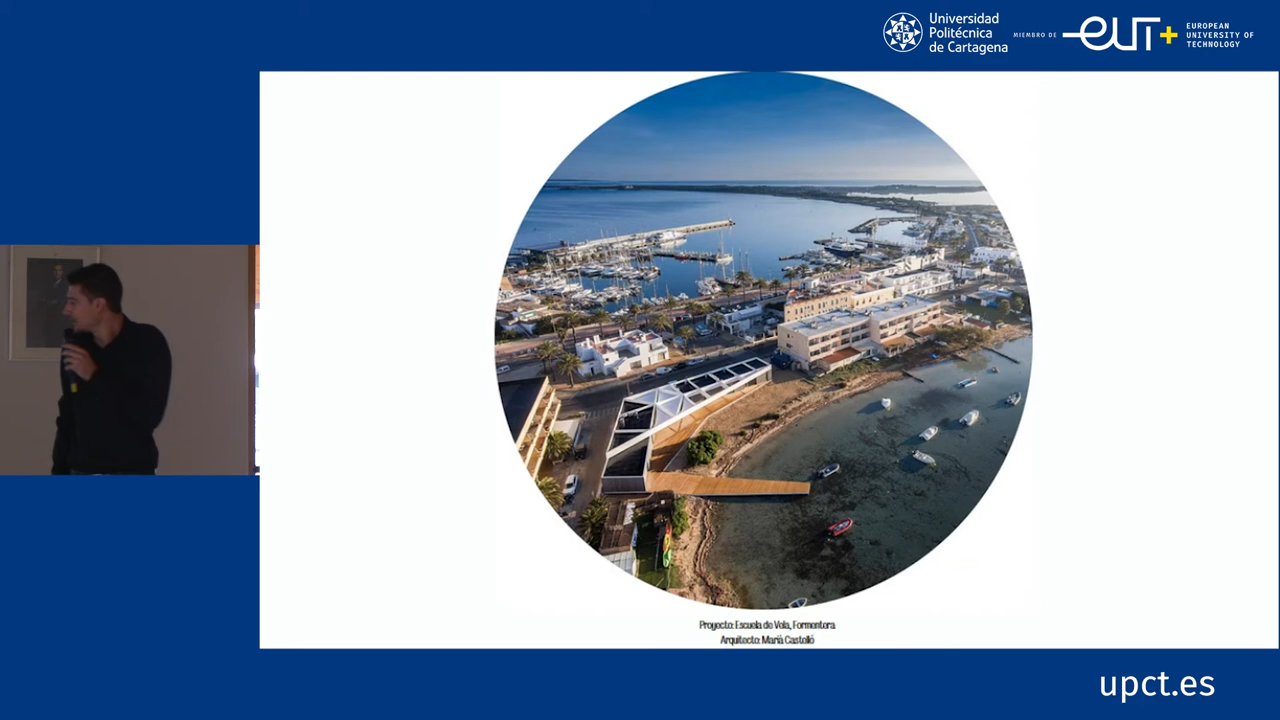 Universidad
Politécnica
de Cartagena
MIEMBRO DE
EUT+
EUROPEAN
UNIVERSITY OF
TECHNOLOGY
Proyecto: Escuela de Vela, Formentera
Arquitecto: Marià Castelló
upct.es